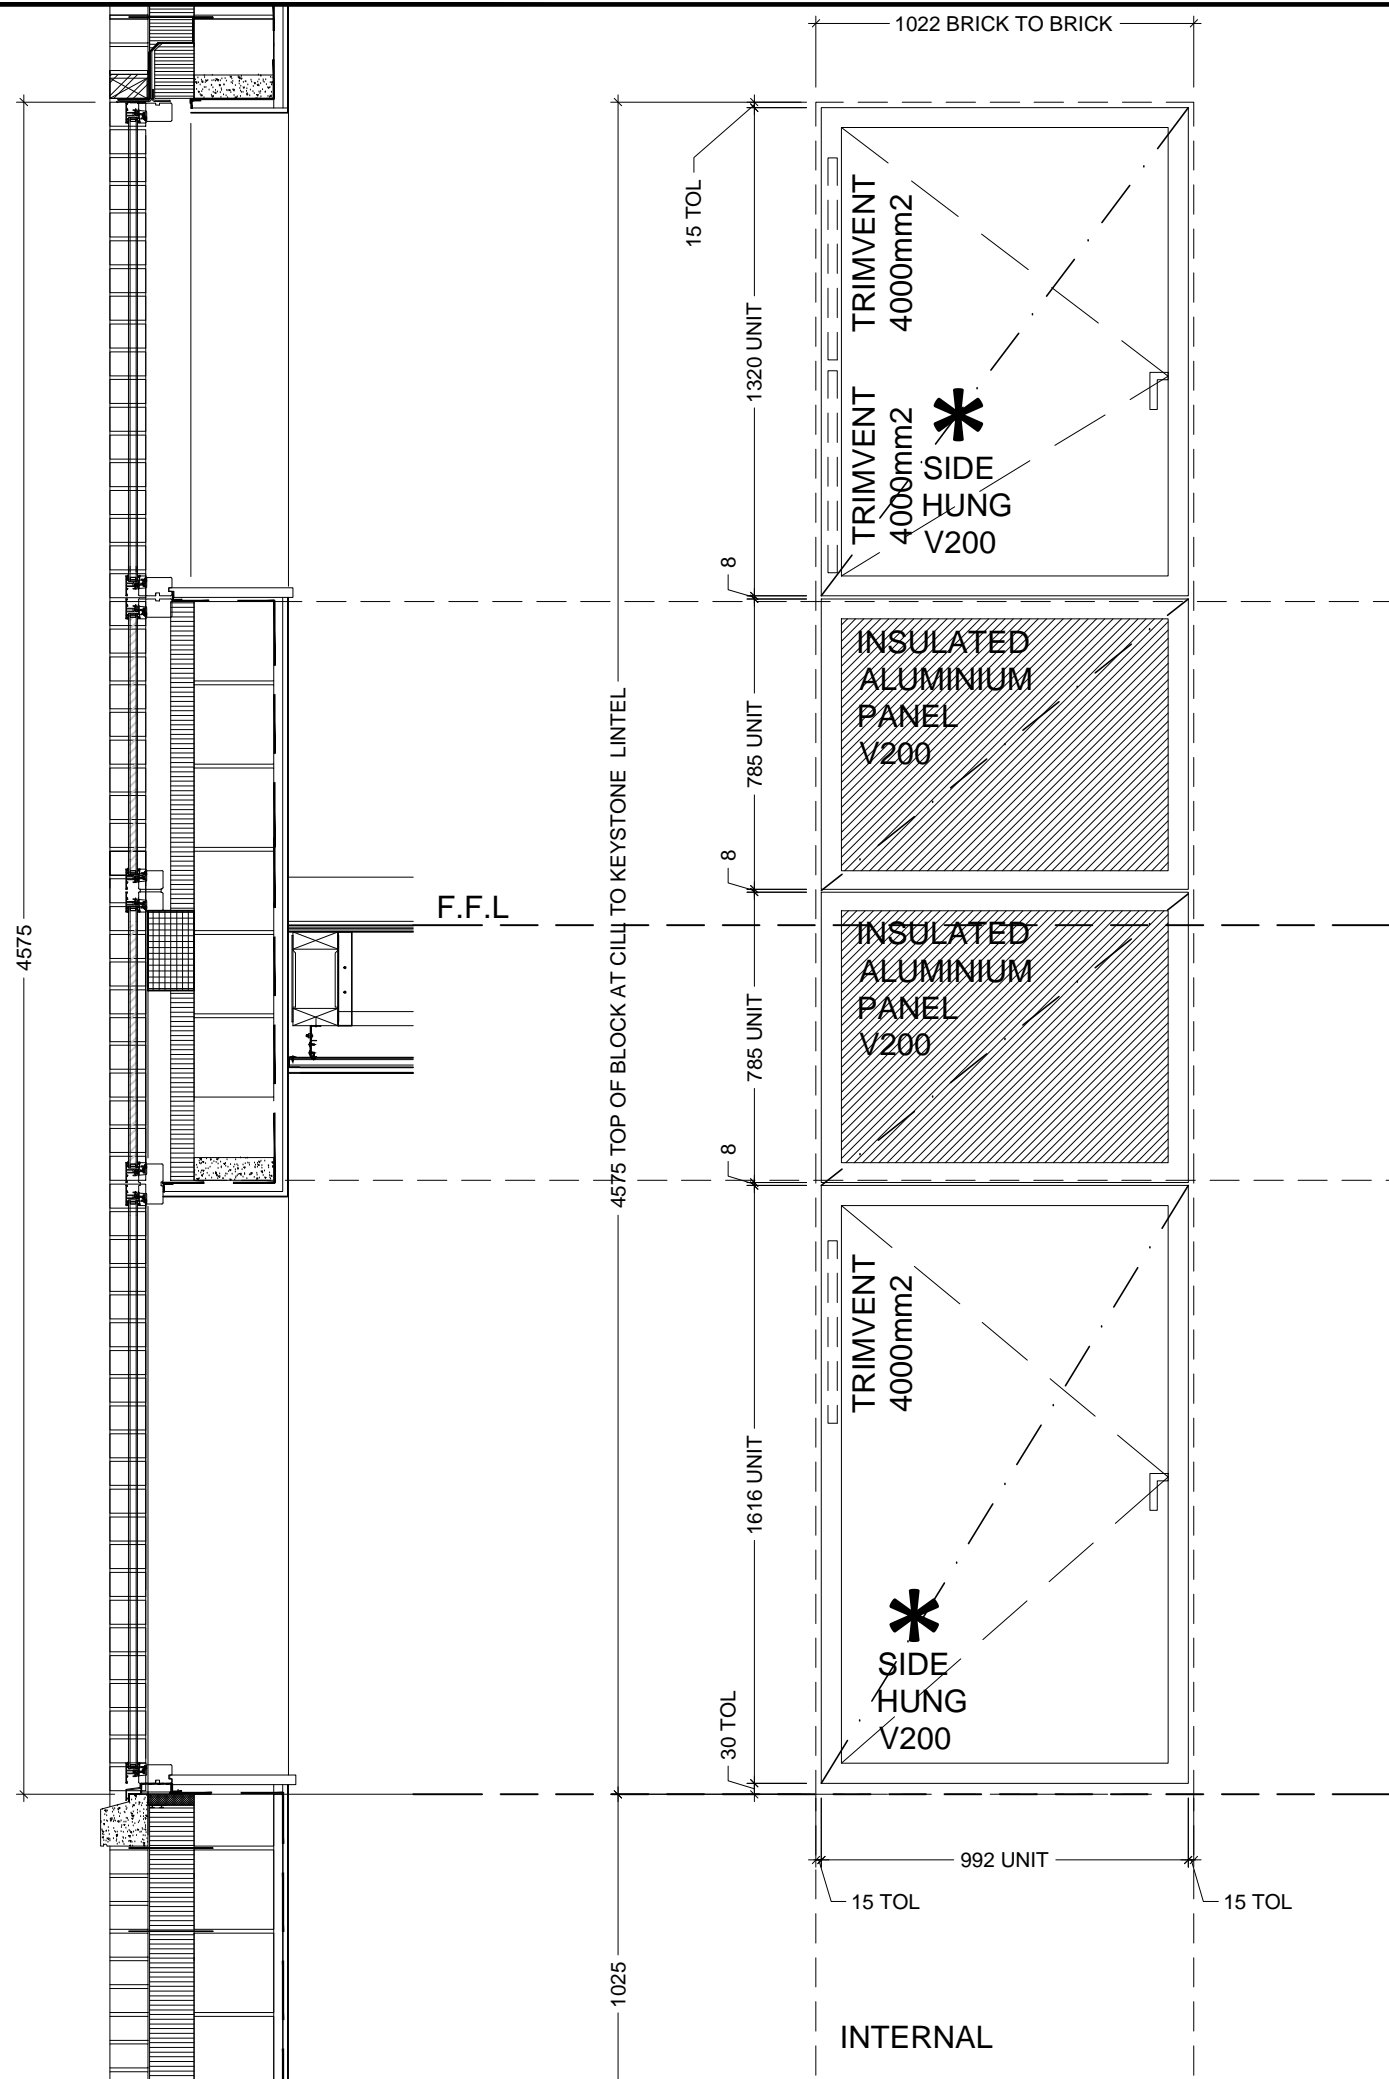 1022 BRICK TO BRICK
15 TOL
1320 UNIT
TRIMVENT
4000mm2
TRIMVENT
4000mm2
SIDE
HUNG
V200
8
INSULATED
ALUMINIUM
PANEL
V200
785 UNIT
8
F.F.L
4575
4575 TOP OF BLOCK AT CILL TO KEYSTONE LINTEL
INSULATED
ALUMINIUM
PANEL
V200
785 UNIT
8
TRIMVENT
4000mm2
1616 UNIT
SIDE
HUNG
V200
30 TOL
992 UNIT
15 TOL
15 TOL
1025
INTERNAL